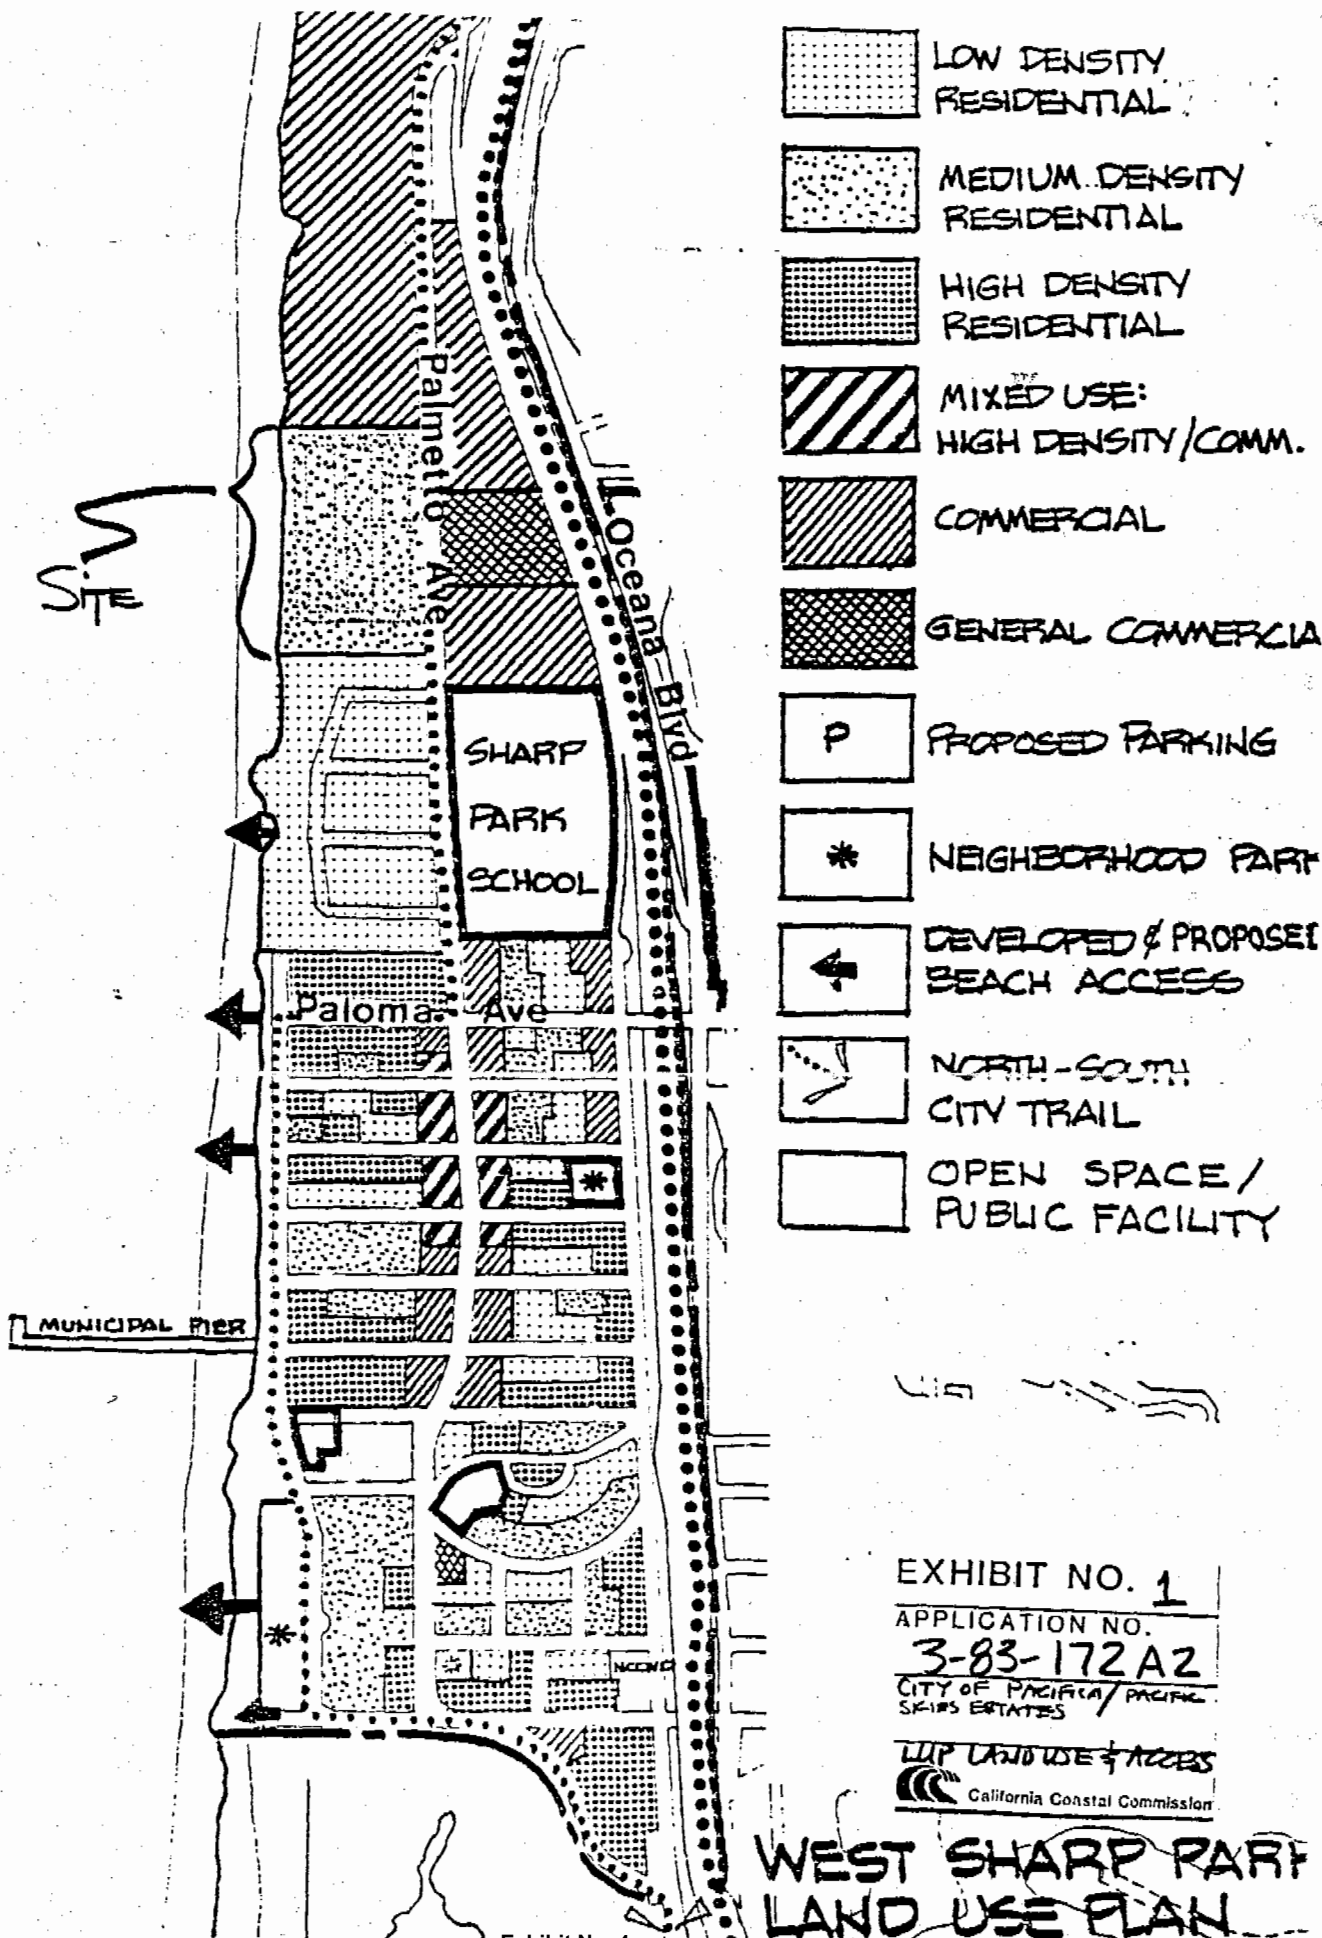 LOW DENSITY
RESIDENTIAL
MEDIUM DENSITY
RESIDENTIAL
HIGH DENSITY
RESIDENTIAL
MIXED USE:
HIGH DENSITY/COMM.
COMMERCIAL
GENERAL COMMERCIA
P
PROPOSED PARKING
NEIGHBORHOOD PARK
DEVELOPED & PROPOSED
BEACH ACCESS
NORTH-SOUTH
CITY TRAIL
OPEN SPACE/
PUBLIC FACILITY
Palmetto Ave
Oceana Blvd
SITE
SHARP
PARK
SCHOOL
Paloma Ave
MUNICIPAL PIER
EXHIBIT NO. 1
APPLICATION NO.
3-83-172 A2
CITY OF PACIFICA/PACIFIC
SKIES ESTATES
LUP LAND USE & ACCESS
California Coastal Commission
WEST SHARP PARK
LAND USE PLAN